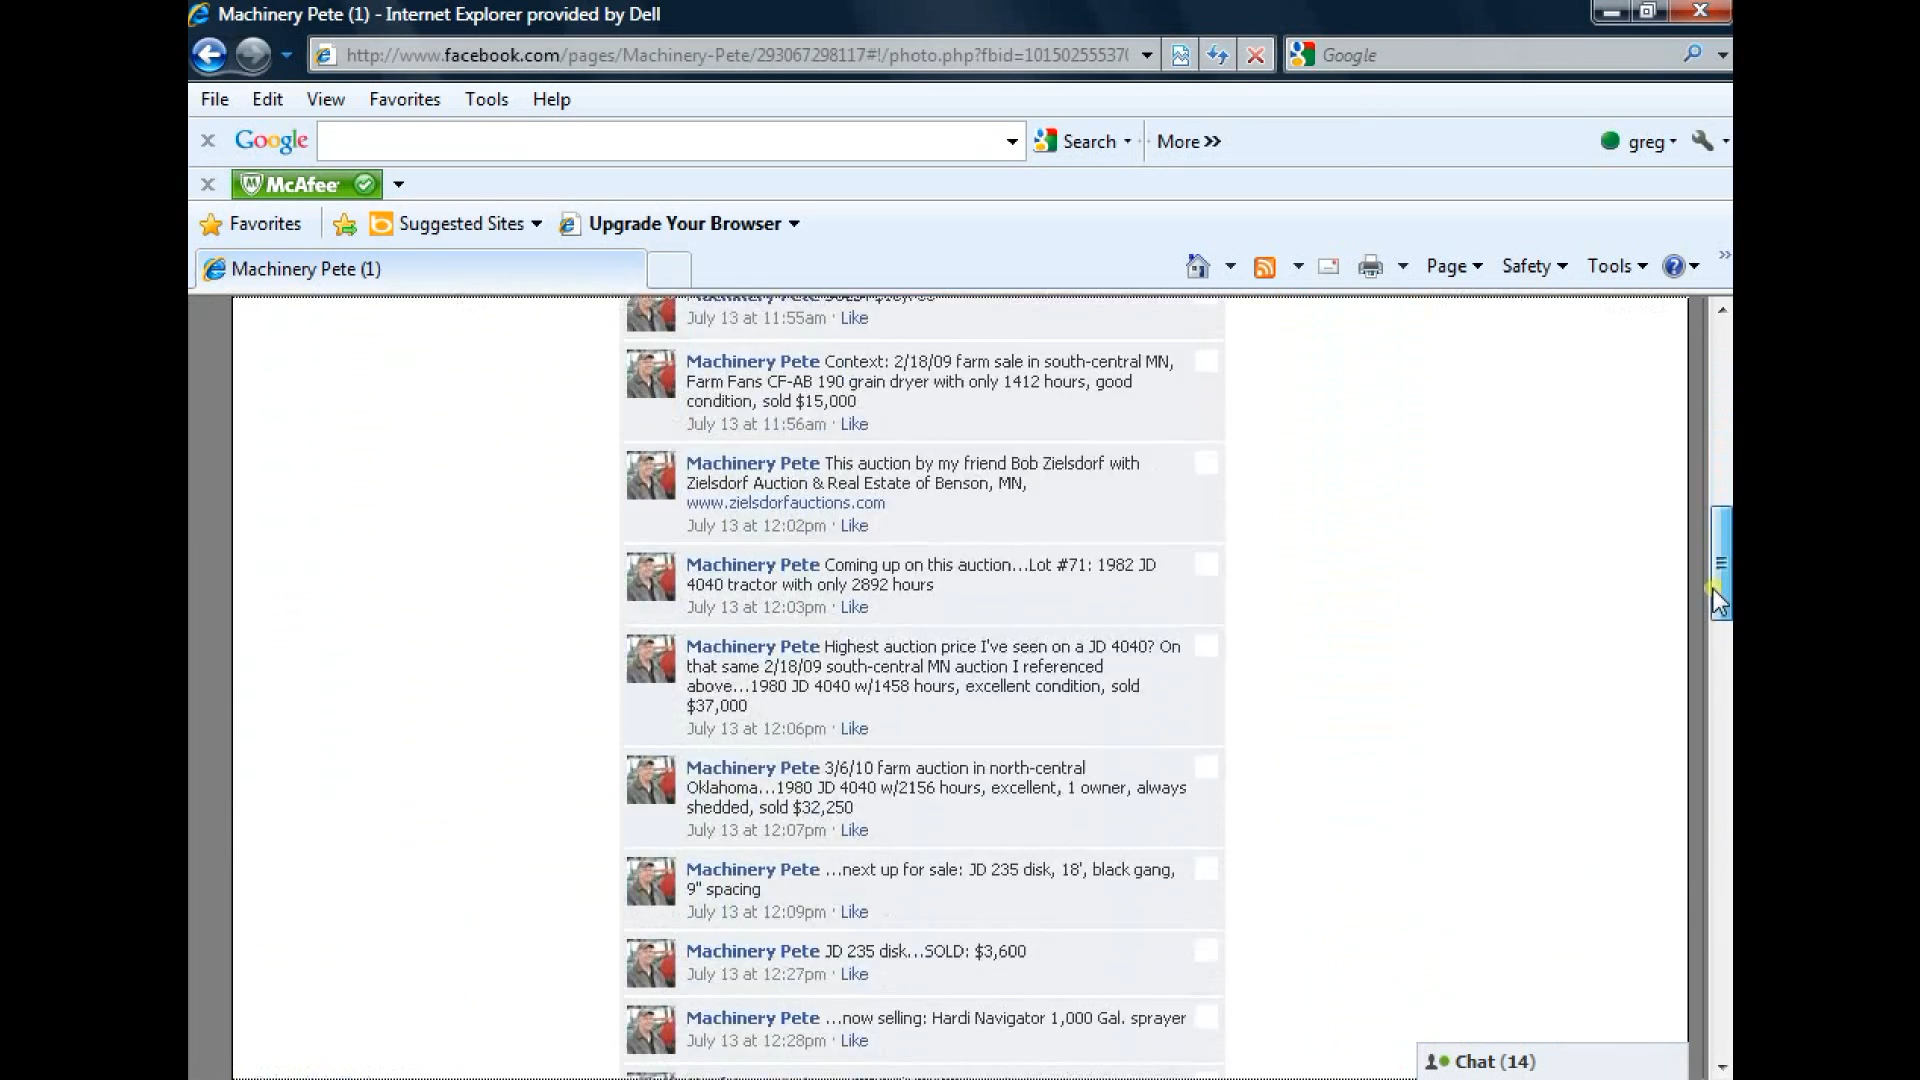 Machinery Pete (1) - Internet Explorer provided by Dell
http://www.facebook.com/pages/Machinery-Pete/293067298117#!/photo.php?fbid=10150255537(
Google
File Edit View Favorites Tools Help
Google Search More >> greg
McAfee
Favorites Suggested Sites Upgrade Your Browser
Machinery Pete (1) Page Safety Tools
Machinery Pete
July 13 at 11:55am · Like
Machinery Pete Context: 2/18/09 farm sale in south-central MN,
Farm Fans CF-AB 190 grain dryer with only 1412 hours, good
condition, sold $15,000
July 13 at 11:56am · Like
Machinery Pete This auction by my friend Bob Zielsdorf with
Zielsdorf Auction & Real Estate of Benson, MN,
www.zielsdorfauctions.com
July 13 at 12:02pm · Like
Machinery Pete Coming up on this auction...Lot #71: 1982 JD
4040 tractor with only 2892 hours
July 13 at 12:03pm · Like
Machinery Pete Highest auction price I've seen on a JD 4040? On
that same 2/18/09 south-central MN auction I referenced
above...1980 JD 4040 w/1458 hours, excellent condition, sold
$37,000
July 13 at 12:06pm · Like
Machinery Pete 3/6/10 farm auction in north-central
Oklahoma...1980 JD 4040 w/2156 hours, excellent, 1 owner, always
shedded, sold $32,250
July 13 at 12:07pm · Like
Machinery Pete ...next up for sale: JD 235 disk, 18', black gang,
9" spacing
July 13 at 12:09pm · Like
Machinery Pete JD 235 disk...SOLD: $3,600
July 13 at 12:27pm · Like
Machinery Pete ...now selling: Hardi Navigator 1,000 Gal. sprayer
July 13 at 12:28pm · Like
Chat (14)